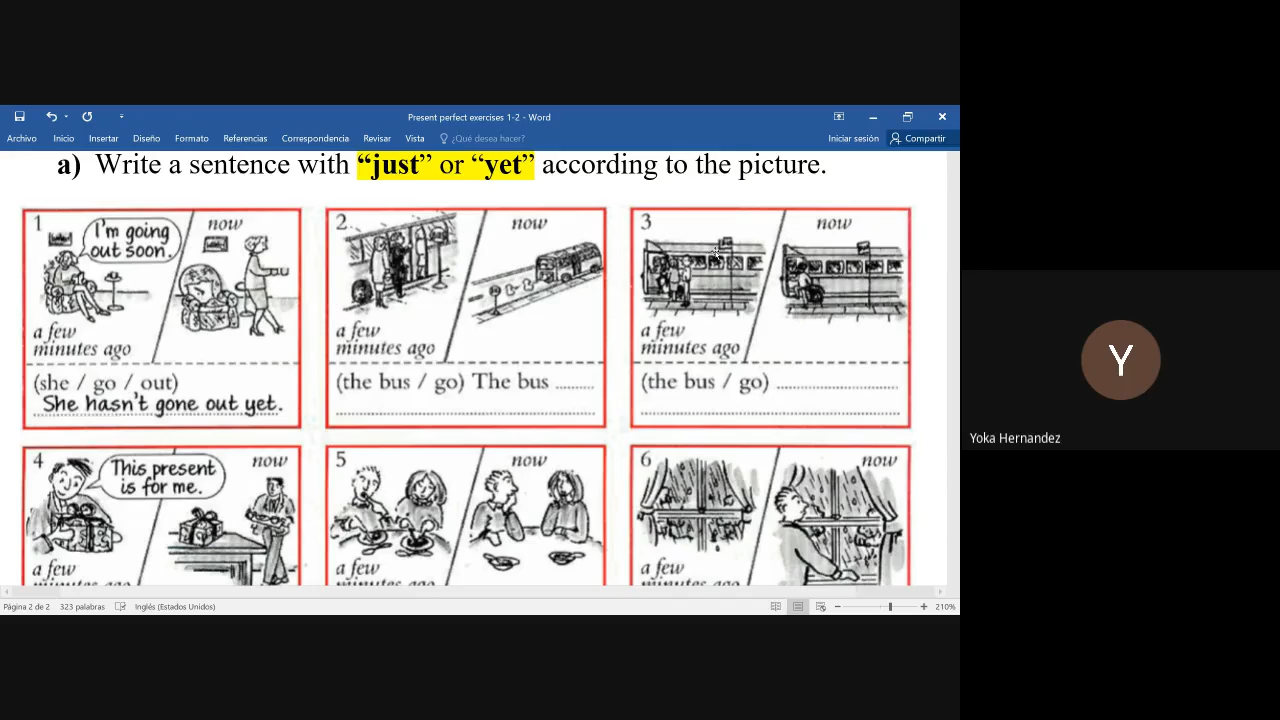 Present perfect exercises 1-2 - Word
Archivo Inicio Insertar Diseño Formato Referencias Correspondencia Revisar Vista ¿Qué desea hacer? Iniciar sesión Compartir
a) Write a sentence with “just” or “yet” according to the picture.
1
I'm going
out soon.
now
a few
minutes ago
(she / go / out)
She hasn't gone out yet.
2
now
a few
minutes ago
(the bus / go) The bus ........
3
now
a few
minutes ago
(the bus / go) ........
4
This present
is for me.
now
a few
5
now
a few
minutes ago
6
now
a few
minutes ago
Y
Yoka Hernandez
Página 2 de 2 323 palabras Inglés (Estados Unidos) 210%